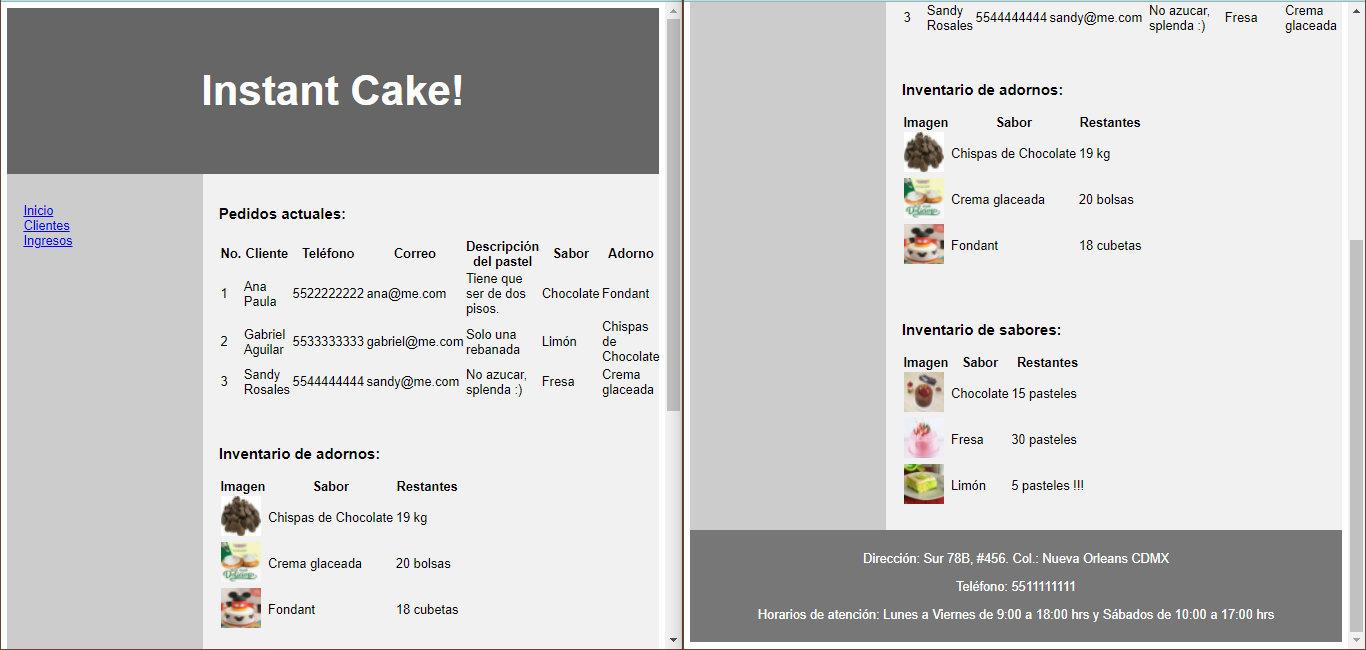 Instant Cake!
Inicio
Clientes
Ingresos
Pedidos actuales:
No. Cliente Teléfono Correo Descripción del pastel Sabor Adorno
1 Ana Paula 5522222222 ana@me.com Tiene que ser de dos pisos. Chocolate Fondant
2 Gabriel Aguilar 5533333333 gabriel@me.com Solo una rebanada Limón Chispas de Chocolate
3 Sandy Rosales 5544444444 sandy@me.com No azucar, splenda :) Fresa Crema glaceada
Inventario de adornos:
Imagen Sabor Restantes
Chispas de Chocolate 19 kg
Crema glaceada 20 bolsas
Fondant 18 cubetas
3 Sandy Rosales 5544444444 sandy@me.com No azucar, splenda :) Fresa Crema glaceada
Inventario de adornos:
Imagen Sabor Restantes
Chispas de Chocolate 19 kg
Crema glaceada 20 bolsas
Fondant 18 cubetas
Inventario de sabores:
Imagen Sabor Restantes
Chocolate 15 pasteles
Fresa 30 pasteles
Limón 5 pasteles !!!
Dirección: Sur 78B, #456. Col.: Nueva Orleans CDMX
Teléfono: 5511111111
Horarios de atención: Lunes a Viernes de 9:00 a 18:00 hrs y Sábados de 10:00 a 17:00 hrs